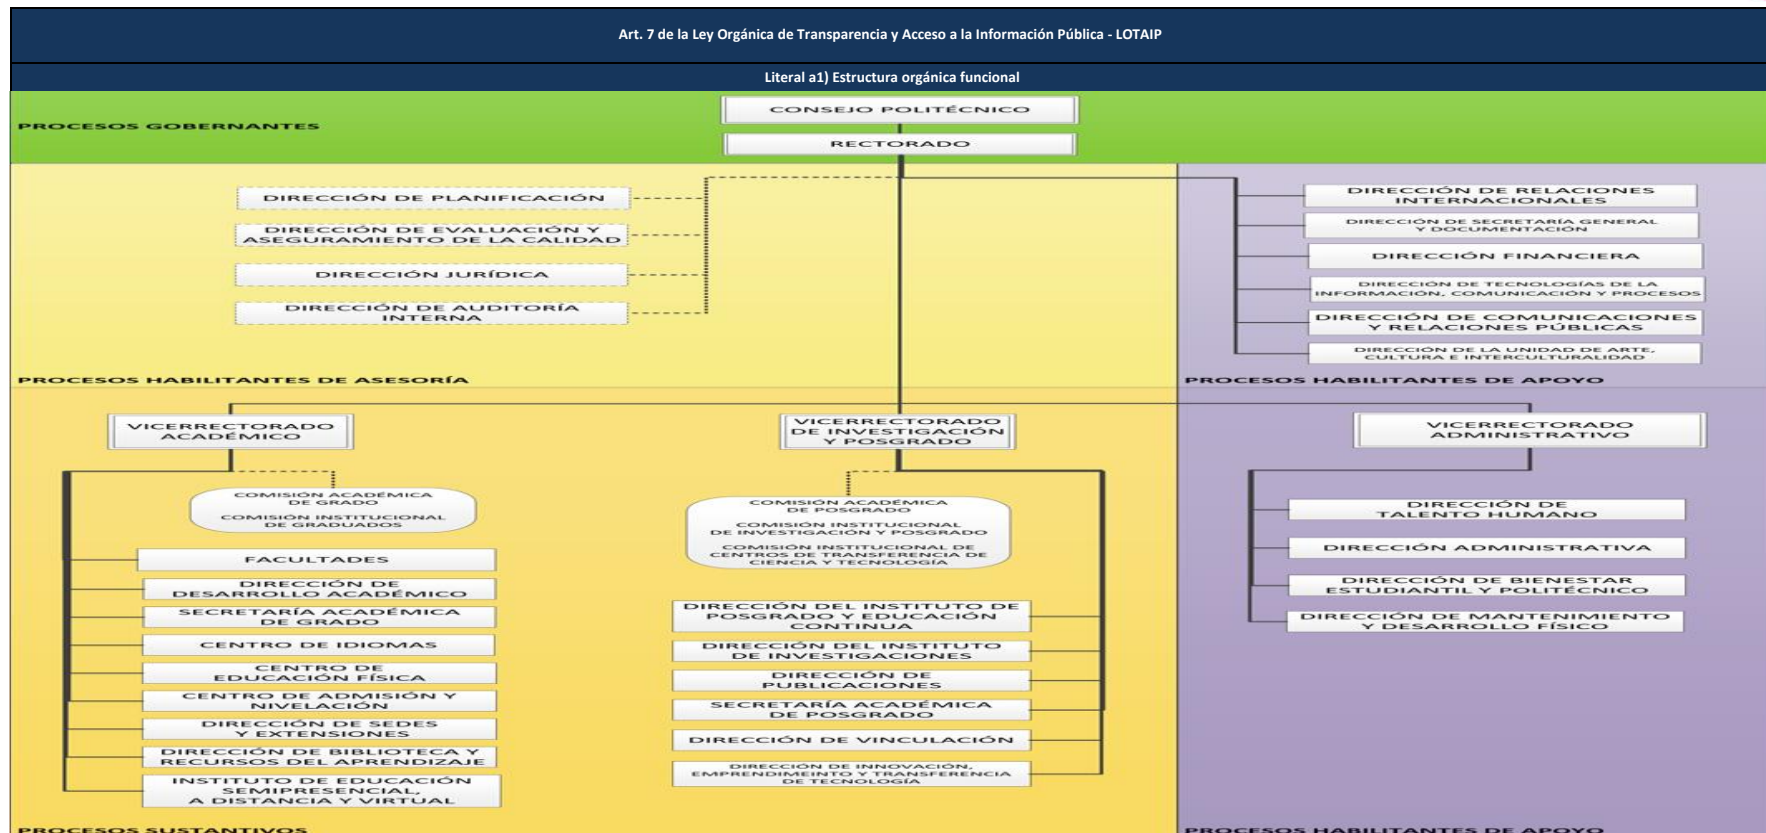 Art. 7 de la Ley Orgánica de Transparencia y Acceso a la Información Pública - LOTAIP
Literal a1) Estructura orgánica funcional
CONSEJO POLITÉCNICO
PROCESOS GOBERNANTES
RECTORADO
DIRECCIÓN DE PLANIFICACIÓN
DIRECCIÓN DE EVALUACIÓN Y
ASEGURAMIENTO DE LA CALIDAD
DIRECCIÓN JURÍDICA
DIRECCIÓN DE AUDITORÍA
INTERNA
PROCESOS HABILITANTES DE ASESORÍA
DIRECCIÓN DE RELACIONES
INTERNACIONALES
DIRECCIÓN DE SECRETARÍA GENERAL
Y DOCUMENTACIÓN
DIRECCIÓN FINANCIERA
DIRECCIÓN DE TECNOLOGÍAS DE LA
INFORMACIÓN, COMUNICACIÓN Y PROCESOS
DIRECCIÓN DE COMUNICACIONES
Y RELACIONES PÚBLICAS
DIRECCIÓN DE LA UNIDAD DE ARTE,
CULTURA E INTERCULTURALIDAD
PROCESOS HABILITANTES DE APOYO
VICERRECTORADO
ACADÉMICO
COMISIÓN ACADÉMICA
DE GRADO
COMISIÓN INSTITUCIONAL
DE GRADUADOS
FACULTADES
DIRECCIÓN DE
DESARROLLO ACADÉMICO
SECRETARÍA ACADÉMICA
DE GRADO
CENTRO DE IDIOMAS
CENTRO DE
EDUCACIÓN FÍSICA
CENTRO DE ADMISIÓN Y
NIVELACIÓN
DIRECCIÓN DE SEDES
Y EXTENSIONES
DIRECCIÓN DE BIBLIOTECA Y
RECURSOS DEL APRENDIZAJE
INSTITUTO DE EDUCACIÓN
SEMIPRESENCIAL,
A DISTANCIA Y VIRTUAL
PROCESOS SUSTANTIVOS
VICERRECTORADO
DE INVESTIGACIÓN
Y POSGRADO
COMISIÓN ACADÉMICA
DE POSGRADO
COMISIÓN INSTITUCIONAL
DE INVESTIGACIÓN Y POSGRADO
COMISIÓN INSTITUCIONAL DE
CENTROS DE TRANSFERENCIA DE
CIENCIA Y TECNOLOGÍA
DIRECCIÓN DEL INSTITUTO DE
POSGRADO Y EDUCACIÓN
CONTINUA
DIRECCIÓN DEL INSTITUTO
DE INVESTIGACIONES
DIRECCIÓN DE
PUBLICACIONES
SECRETARÍA ACADÉMICA
DE POSGRADO
DIRECCIÓN DE VINCULACIÓN
DIRECCIÓN DE INNOVACIÓN,
EMPRENDIMEINTO Y TRANSFERENCIA
DE TECNOLOGÍA
VICERRECTORADO
ADMINISTRATIVO
DIRECCIÓN DE
TALENTO HUMANO
DIRECCIÓN ADMINISTRATIVA
DIRECCIÓN DE BIENESTAR
ESTUDIANTIL Y POLITÉCNICO
DIRECCIÓN DE MANTENIMIENTO
Y DESARROLLO FÍSICO
PROCESOS HABILITANTES DE APOYO